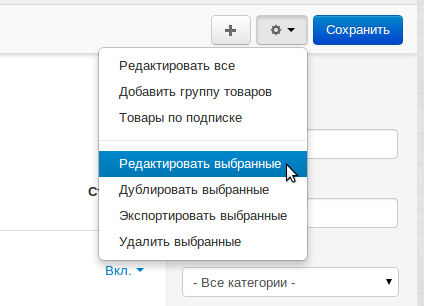 Сохранить
Редактировать все
Добавить группу товаров
Товары по подписке
Редактировать выбранные
Дублировать выбранные
Экспортировать выбранные
Удалить выбранные
Вкл.
- Все категории -